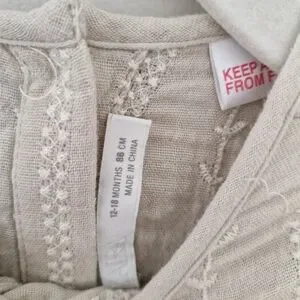 KEEP A
FROM F
12-18 MONTHS 86 CM
MADE IN CHINA